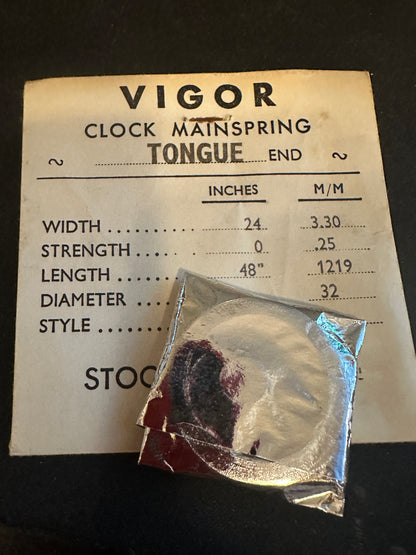 VIGOR
CLOCK MAINSPRING
~ TONGUE END ~
INCHES M/M
WIDTH .......... 24 3.30
STRENGTH..... 0 .25
LENGTH ........ 48" 1219
DIAMETER ..... 32
STYLE ..........
STOC